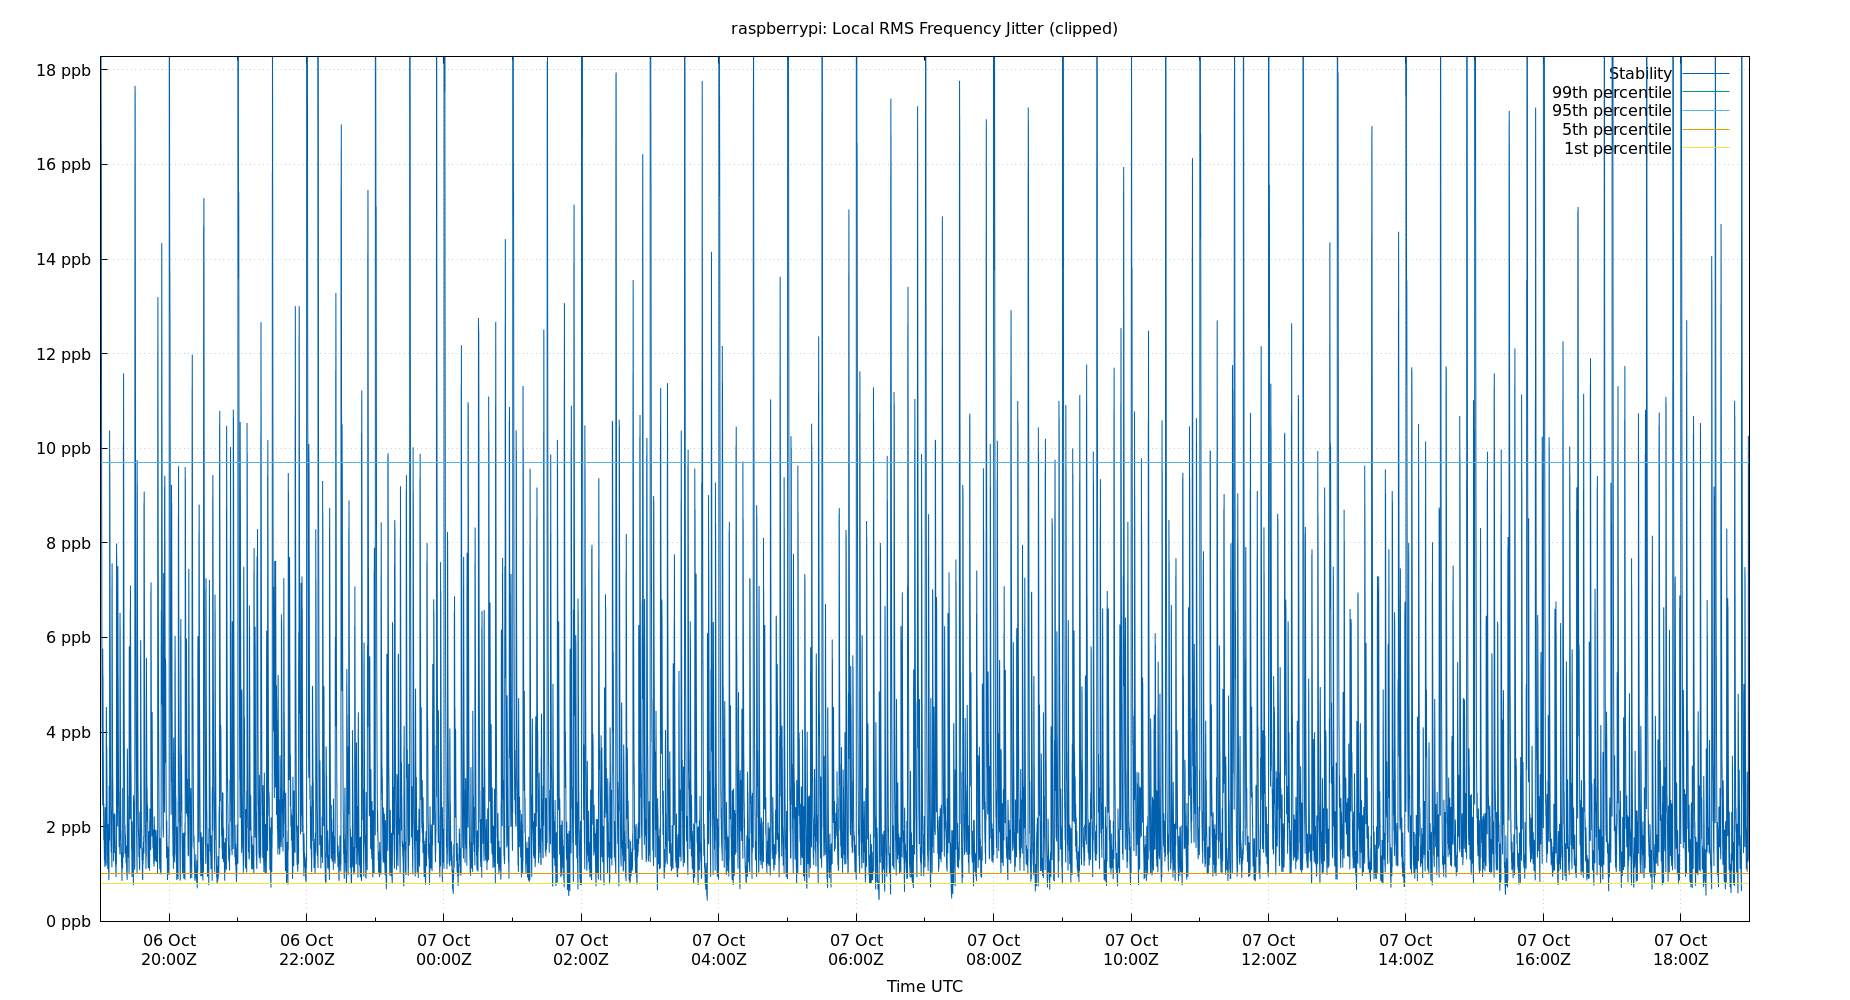 raspberrypi: Local RMS Frequency Jitter (clipped)
18 ppb
16 ppb
14 ppb
12 ppb
10 ppb
8 ppb
6 ppb
4 ppb
2 ppb
0 ppb
Stability
99th percentile
95th percentile
5th percentile
1st percentile
06 Oct 06 Oct 07 Oct 07 Oct 07 Oct 07 Oct 07 Oct 07 Oct 07 Oct 07 Oct 07 Oct 07 Oct
20:00Z 22:00Z 00:00Z 02:00Z 04:00Z 06:00Z 08:00Z 10:00Z 12:00Z 14:00Z 16:00Z 18:00Z
Time UTC